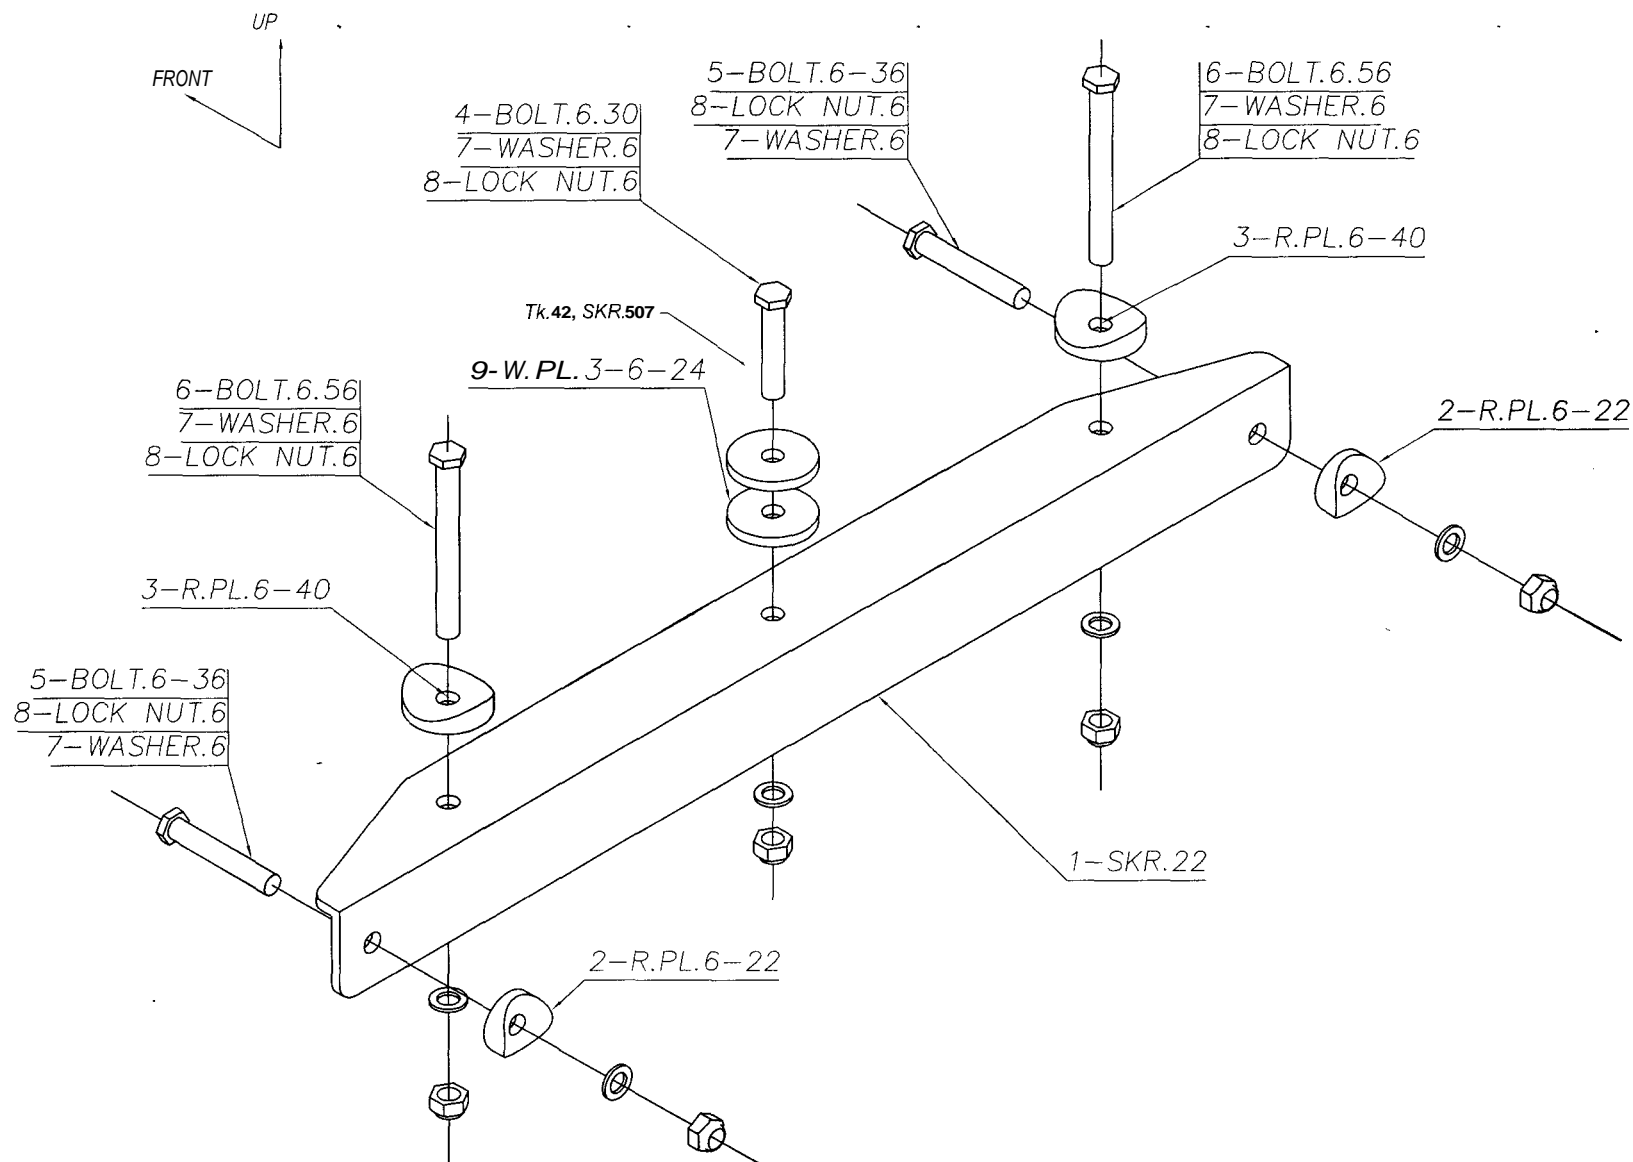 UP
FRONT
5-BOLT.6-36
8-LOCK NUT.6
7-WASHER.6
6-BOLT.6.56
7-WASHER.6
8-LOCK NUT.6
4-BOLT.6.30
7-WASHER.6
8-LOCK NUT.6
3-R.PL.6-40
Tk.42, SKR.507
9-W.PL. 3-6-24
6-BOLT.6.56
7-WASHER.6
8-LOCK NUT.6
2-R.PL.6-22
3-R.PL.6-40
5-BOLT.6-36
8-LOCK NUT.6
7-WASHER.6
1-SKR.22
2-R.PL.6-22